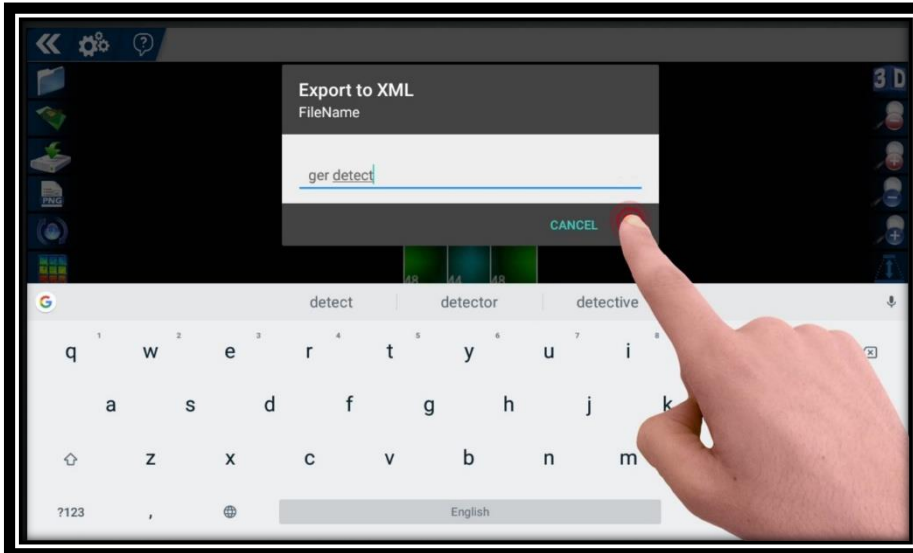 ?
3 D
Export to XML
FileName
ger detect
PNG
CANCEL
48 44 48
G
detect detector detective
1 2 3 4 5 6 7 8
q w e r t y u i
a s d f g h j k
z x c v b n m
?123 , English